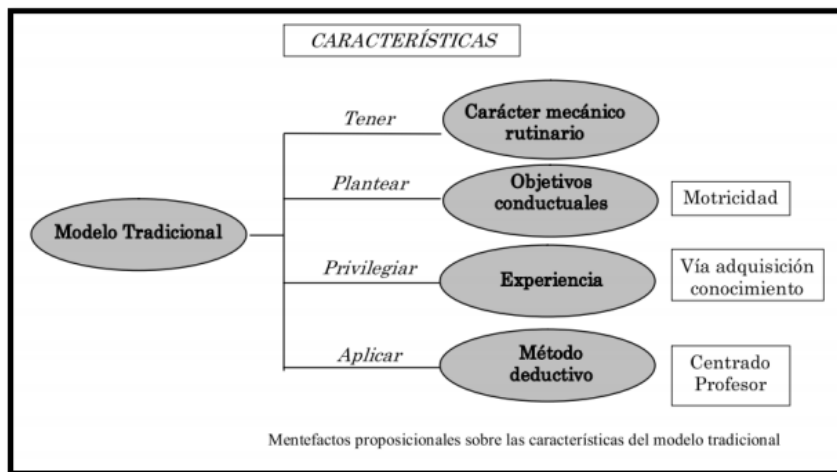 CARACTERÍSTICAS
Tener
Carácter mecánico
rutinario
Plantear
Objetivos
conductuales
Motricidad
Modelo Tradicional
Privilegiar
Experiencia
Vía adquisición
conocimiento
Aplicar
Método
deductivo
Centrado
Profesor
Mentefactos proposicionales sobre las características del modelo tradicional